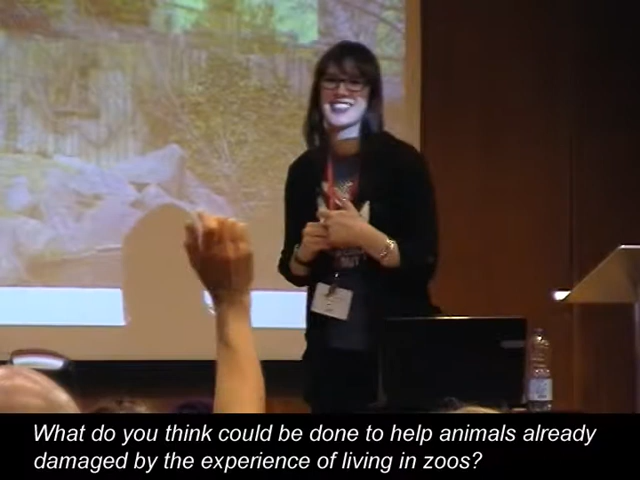 What do you think could be done to help animals already
damaged by the experience of living in zoos?